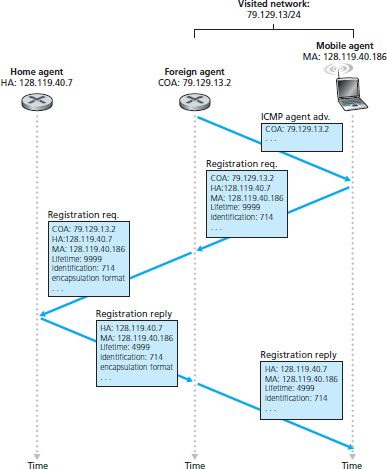 Visited network:
79.129.13/24
Mobile agent
MA: 128.119.40.186
Home agent
HA: 128.119.40.7
Foreign agent
COA: 79.129.13.2
ICMP agent adv.
COA: 79.129.13.2
. . .
Registration req.
COA: 79.129.13.2
HA:128.119.40.7
MA: 128.119.40.186
Lifetime: 9999
identification: 714
. . .
Registration req.
COA: 79.129.13.2
HA:128.119.40.7
MA: 128.119.40.186
Lifetime: 9999
identification: 714
encapsulation format
. . .
Registration reply
HA: 128.119.40.7
MA: 128.119.40.186
Lifetime: 4999
identification: 714
encapsulation format
. . .
Registration reply
HA: 128.119.40.7
MA: 128.119.40.186
Lifetime: 4999
identification: 714
. . .
Time
Time
Time